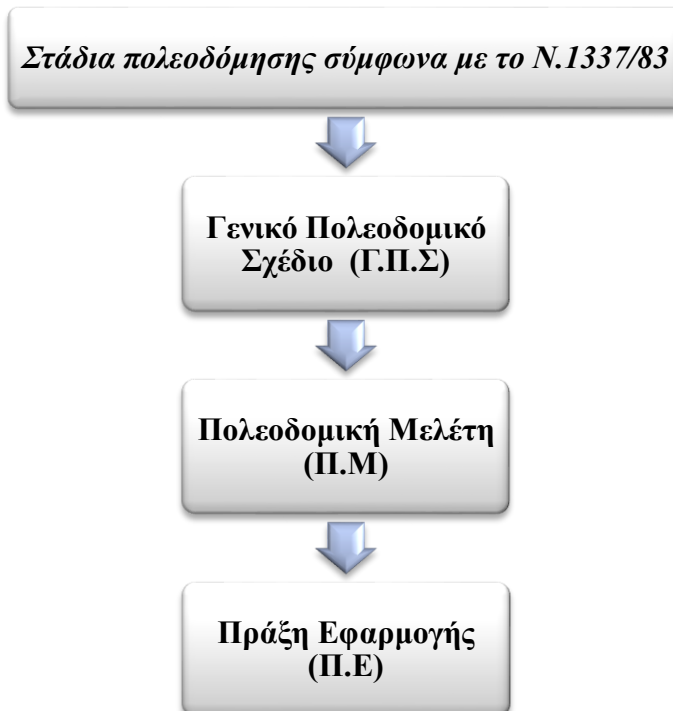 Στάδια πολεοδόμησης σύμφωνα με το Ν.1337/83
Γενικό Πολεοδομικό
Σχέδιο (Γ.Π.Σ)
Πολεοδομική Μελέτη
(Π.Μ)
Πράξη Εφαρμογής
(Π.Ε)